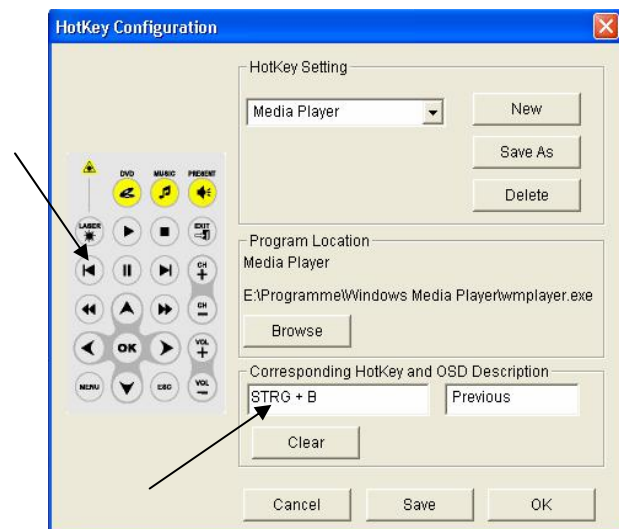 HotKey Configuration
HotKey Setting
Media Player
New
Save As
Delete
DVD MUSIC PRESENT
LASER
EXIT
CH
+
CH
−
OK
VOL
+
MENU
ESC
VOL
−
Program Location
Media Player
E:\Programme\Windows Media Player\wmplayer.exe
Browse
Corresponding HotKey and OSD Description
STRG + B
Previous
Clear
Cancel
Save
OK